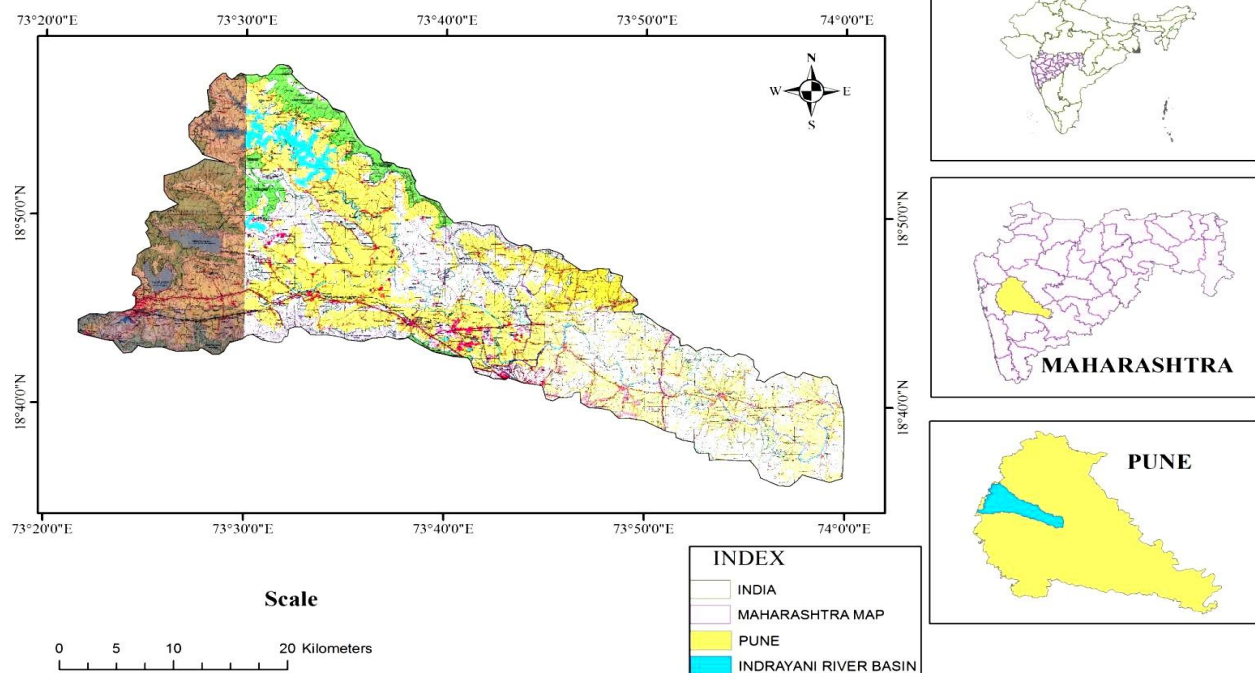 73°20'0"E
73°30'0"E
73°40'0"E
73°50'0"E
74°0'0"E
N
W
E
S
18°50'0"N
18°50'0"N
18°40'0"N
18°40'0"N
73°20'0"E
73°30'0"E
73°40'0"E
73°50'0"E
74°0'0"E
MAHARASHTRA
PUNE
Scale
0 5 10 20 Kilometers
INDEX
INDIA
MAHARASHTRA MAP
PUNE
INDRAYANI RIVER BASIN